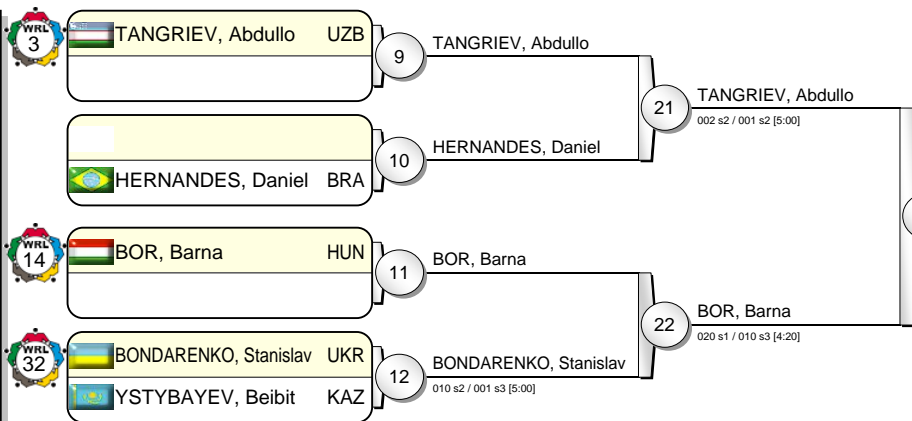 WRL
3
TANGRIEV, Abdullo UZB
9
TANGRIEV, Abdullo
21
TANGRIEV, Abdullo
002 s2 / 001 s2 [5:00]
HERNANDES, Daniel BRA
10
HERNANDES, Daniel
WRL
14
BOR, Barna HUN
11
BOR, Barna
22
BOR, Barna
020 s1 / 010 s3 [4:20]
WRL
32
BONDARENKO, Stanislav UKR
YSTYBAYEV, Beibit KAZ
12
BONDARENKO, Stanislav
010 s2 / 001 s3 [5:00]